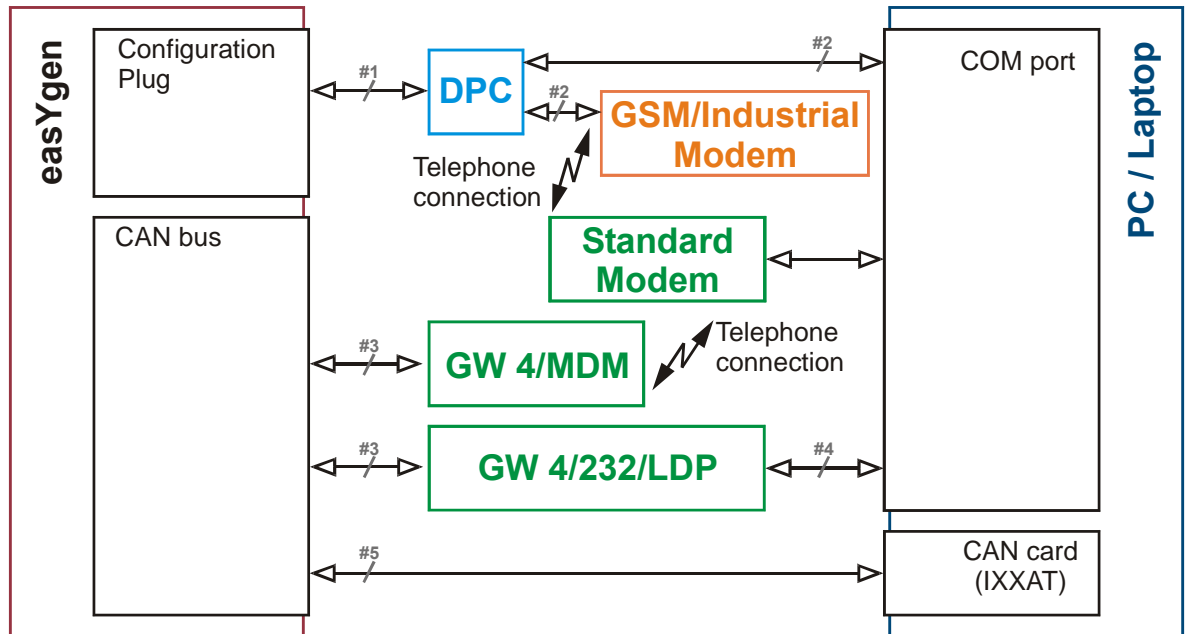 easYgen
Configuration
Plug
#1
DPC
#2
#2
COM port
PC / Laptop
GSM/Industrial
Modem
Telephone
connection
CAN bus
Standard
Modem
#3
GW 4/MDM
Telephone
connection
#3
GW 4/232/LDP
#4
#5
CAN card
(IXXAT)